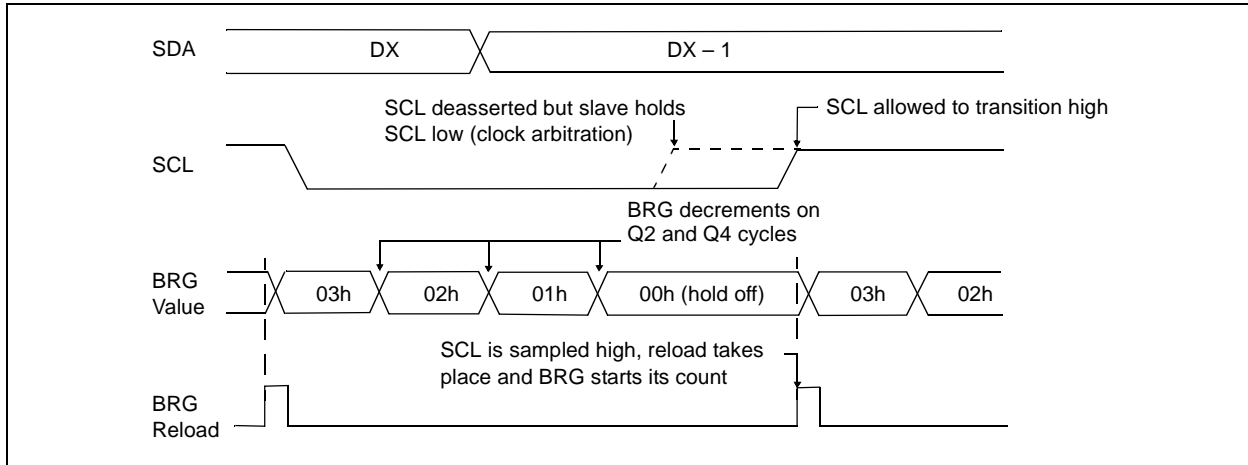 SDA
DX
DX – 1
SCL deasserted but slave holds
SCL low (clock arbitration)
SCL allowed to transition high
SCL
BRG decrements on
Q2 and Q4 cycles
BRG
Value
03h
02h
01h
00h (hold off)
03h
02h
SCL is sampled high, reload takes
place and BRG starts its count
BRG
Reload